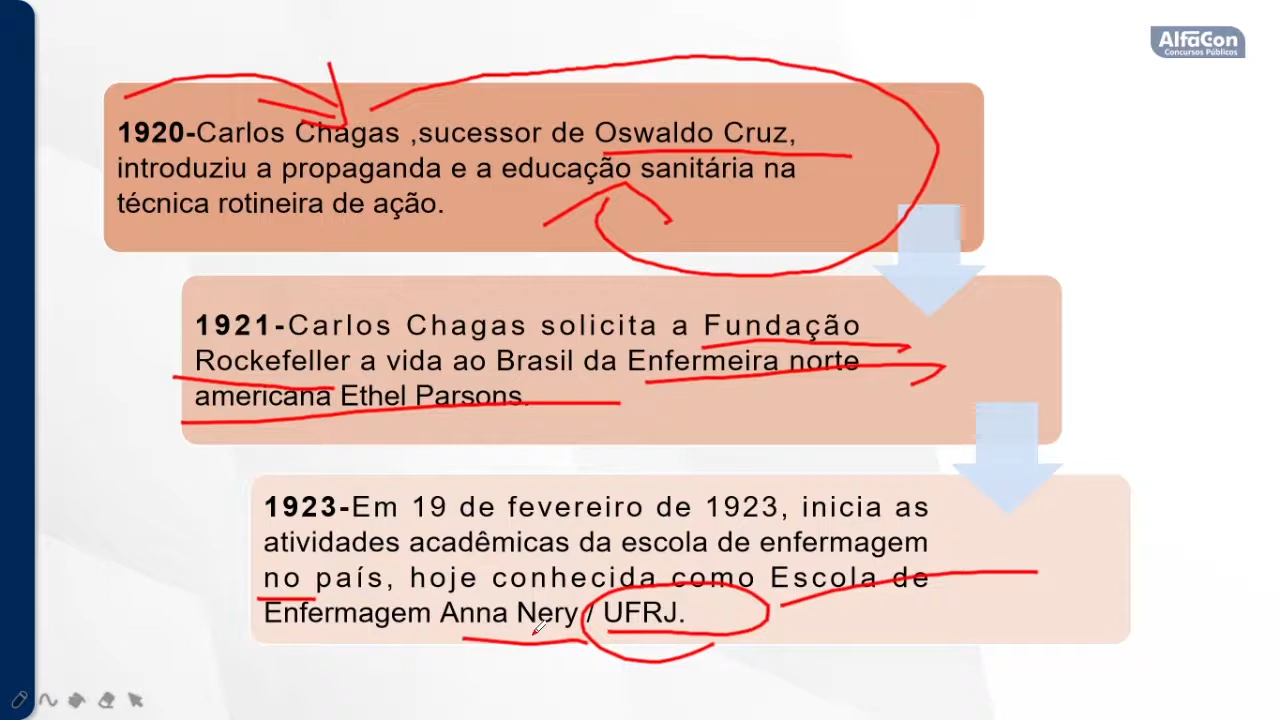 AlfaCon
Concursos Públicos
1920-Carlos Chagas ,sucessor de Oswaldo Cruz,
introduziu a propaganda e a educação sanitária na
técnica rotineira de ação.
1921-Carlos Chagas solicita a Fundação
Rockefeller a vida ao Brasil da Enfermeira norte
americana Ethel Parsons.
1923-Em 19 de fevereiro de 1923, inicia as
atividades acadêmicas da escola de enfermagem
no país, hoje conhecida como Escola de
Enfermagem Anna Nery / UFRJ.